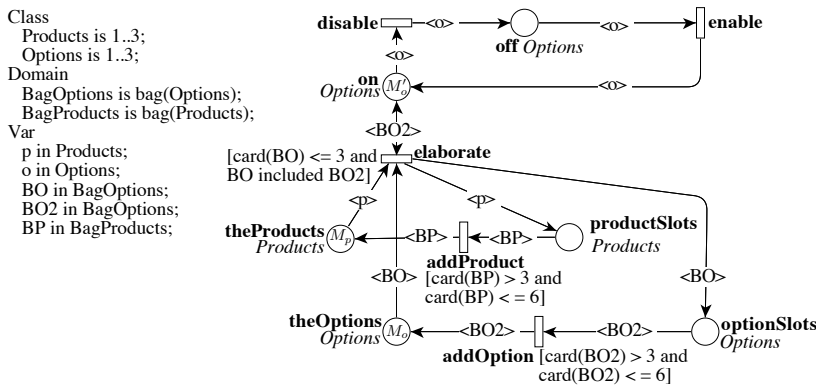 Class
Products is 1..3;
Options is 1..3;
Domain
BagOptions is bag(Options);
BagProducts is bag(Products);
Var
p in Products;
o in Options;
BO in BagOptions;
BO2 in BagOptions;
BP in BagProducts;
disable
<o>
<o>
enable
off Options
<o>
on
Options
M'o
<o>
<BO2>
elaborate
[card(BO) <= 3 and
BO included BO2]
<p>
<p>
theProducts
Products
Mp
<BP>
<BP>
productSlots
Products
addProduct
[card(BP) > 3 and
card(BP) <= 6]
<BO>
<BO>
theOptions
Options
Mo
<BO2>
<BO2>
optionSlots
Options
addOption [card(BO2) > 3 and
card(BO2) <= 6]